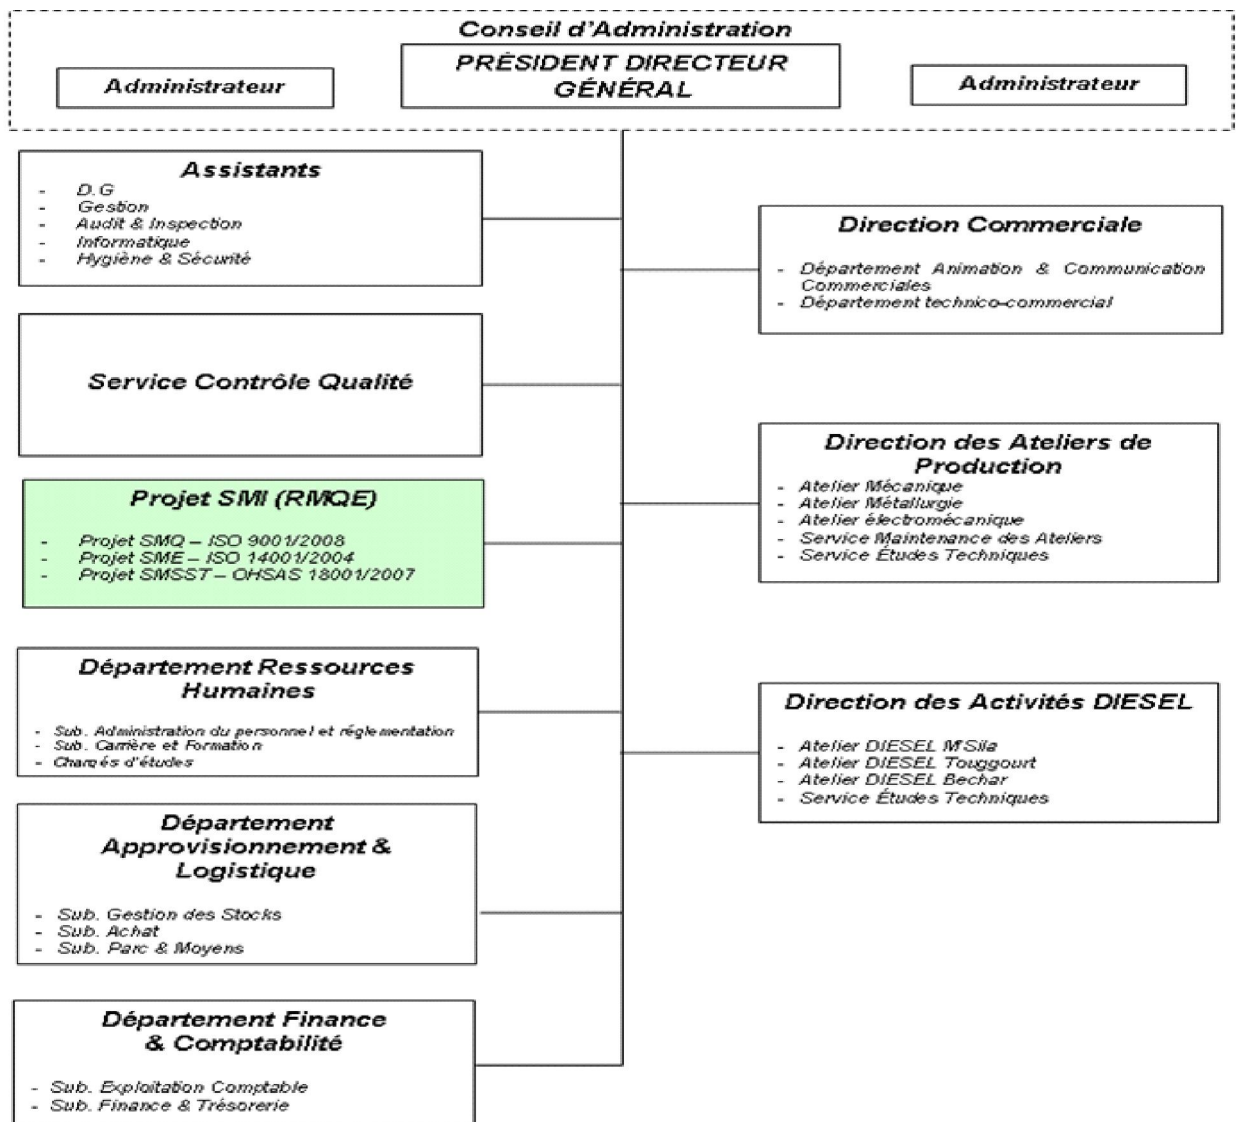 Conseil d'Administration
PRÉSIDENT DIRECTEUR
GÉNÉRAL
Administrateur
Administrateur
Assistants
- D.G
- Gestion
- Audit & Inspection
- Informatique
- Hygiène & Sécurité
Service Contrôle Qualité
Projet SMI (RMQE)
- Projet SMQ – ISO 9001/2008
- Projet SME – ISO 14001/2004
- Projet SMSST – OHSAS 18001/2007
Département Ressources
Humaines
- Sub. Administration du personnel et réglementation
- Sub. Carrière et Formation
- Chargés d'études
Département
Approvisionnement &
Logistique
- Sub. Gestion des Stocks
- Sub. Achat
- Sub. Parc & Moyens
Département Finance
& Comptabilité
- Sub. Exploitation Comptable
- Sub. Finance & Trésorerie
Direction Commerciale
- Département Animation & Communication
Commerciales
- Département technico-commercial
Direction des Ateliers de
Production
- Atelier Mécanique
- Atelier Métallurgie
- Atelier électromécanique
- Service Maintenance des Ateliers
- Service Études Techniques
Direction des Activités DIESEL
- Atelier DIESEL M'Sila
- Atelier DIESEL Touggourt
- Atelier DIESEL Bechar
- Service Études Techniques